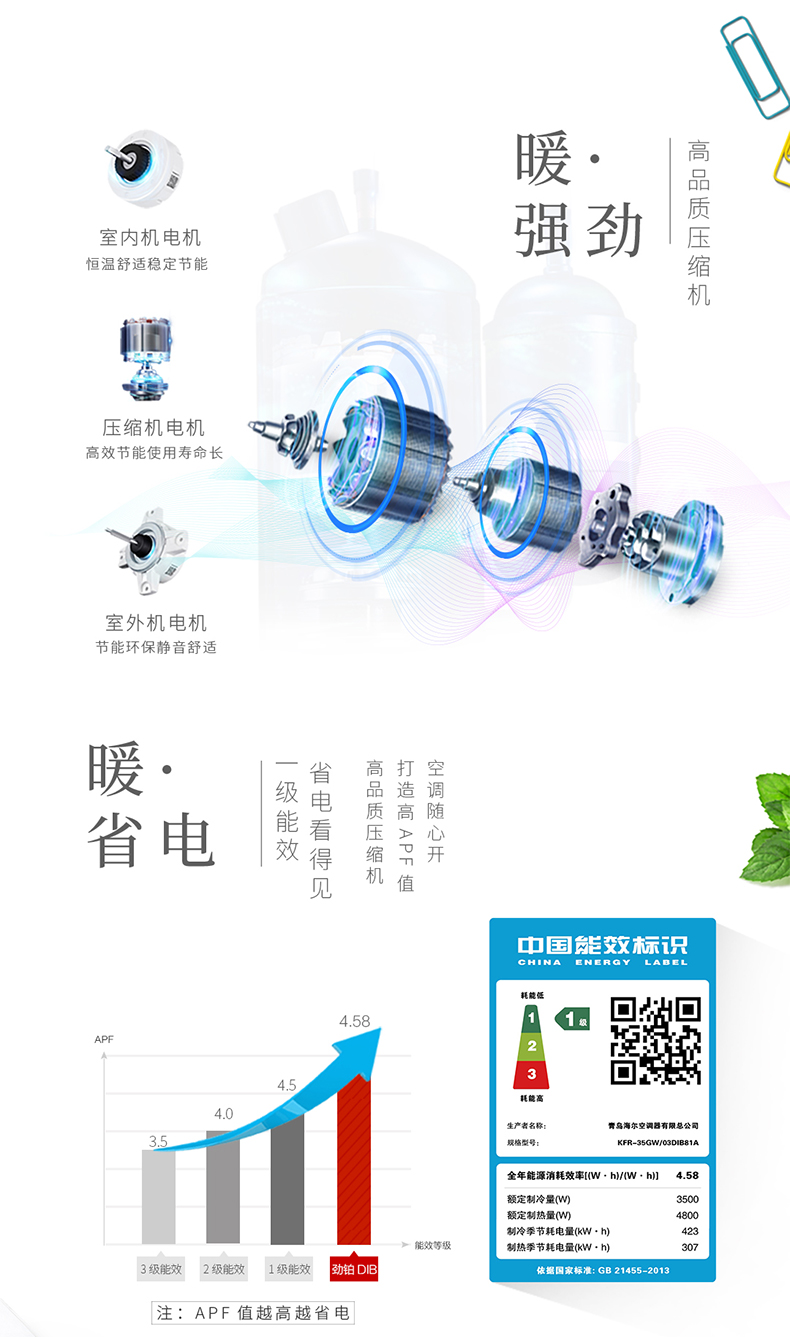 暖·
强劲
高品质压缩机
室内机电机
恒温舒适稳定节能
压缩机电机
高效节能使用寿命长
室外机电机
节能环保静音舒适
暖·
省电
省电看得见
一级能效
空调随心开
打造高APF值
高品质压缩机
APF
3.5
4.0
4.5
4.58
能效等级
3级能效
2级能效
1级能效
劲铂DIB
注：APF值越高越省电
中国能效标识
CHINA ENERGY LABEL
耗能低
1
2
3
耗能高
1级
生产者名称： 青岛海尔空调器有限总公司
规格型号： KFR-35GW/03DIB81A
全年能源消耗效率[(W·h)/(W·h)] 4.58
额定制冷量(W) 3500
额定制热量(W) 4800
制冷季节耗电量(kW·h) 423
制热季节耗电量(kW·h) 307
依据国家标准: GB 21455-2013